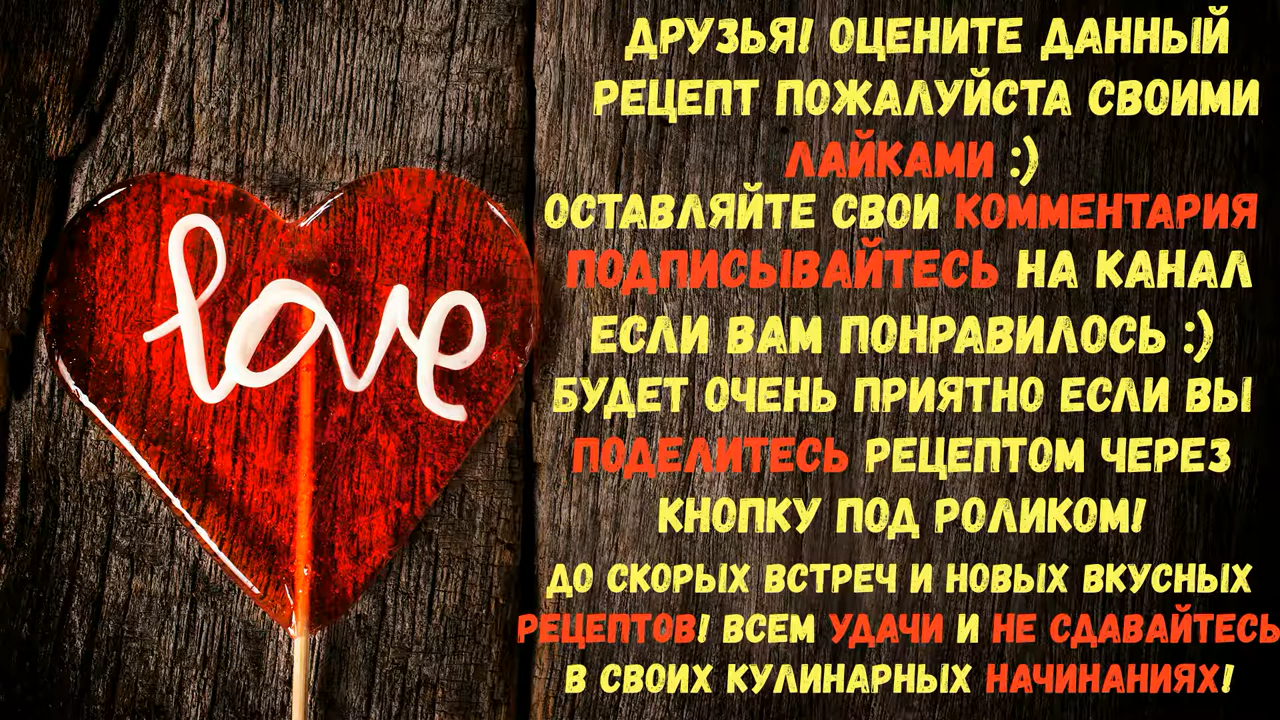 love
ДРУЗЬЯ! ОЦЕНИТЕ ДАННЫЙ
РЕЦЕПТ ПОЖАЛУЙСТА СВОИМИ
ЛАЙКАМИ :)
ОСТАВЛЯЙТЕ СВОИ КОММЕНТАРИЯ
ПОДПИСЫВАЙТЕСЬ НА КАНАЛ
ЕСЛИ ВАМ ПОНРАВИЛОСЬ :)
БУДЕТ ОЧЕНЬ ПРИЯТНО ЕСЛИ ВЫ
ПОДЕЛИТЕСЬ РЕЦЕПТОМ ЧЕРЕЗ
КНОПКУ ПОД РОЛИКОМ!
ДО СКОРЫХ ВСТРЕЧ И НОВЫХ ВКУСНЫХ
РЕЦЕПТОВ! ВСЕМ УДАЧИ И НЕ СДАВАЙТЕСЬ
В СВОИХ КУЛИНАРНЫХ НАЧИНАНИЯХ!